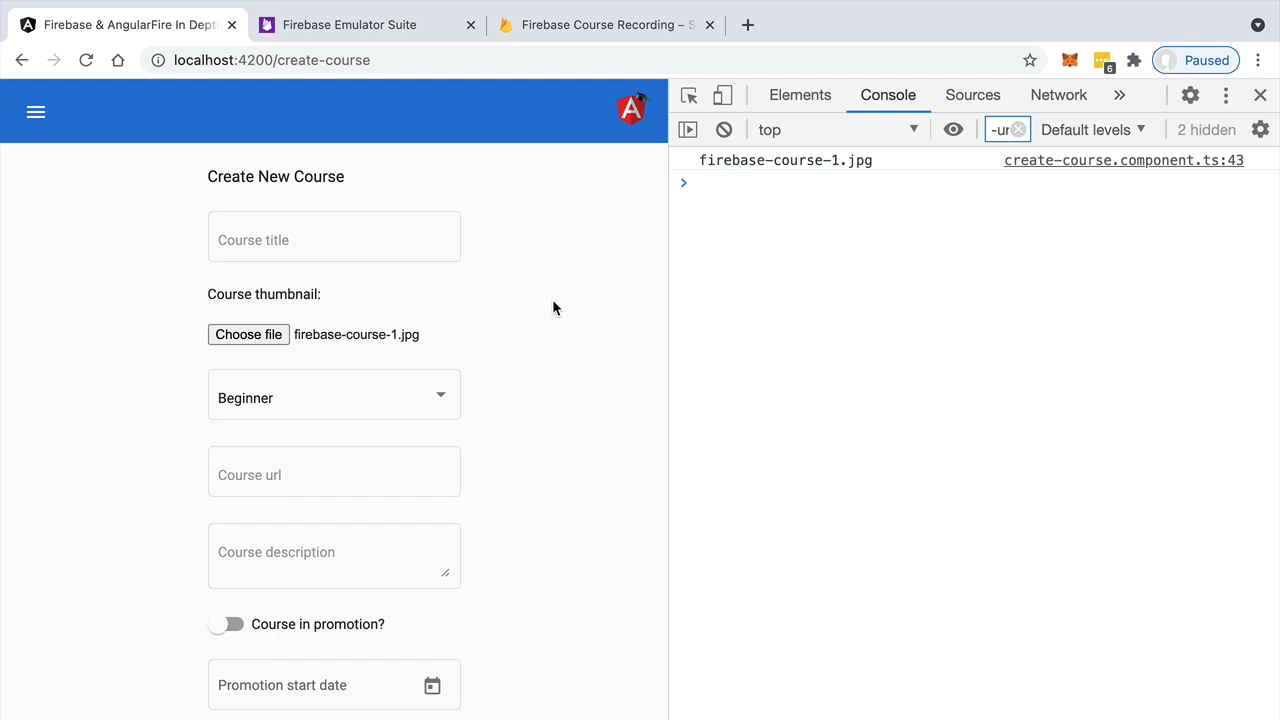 Firebase & AngularFire In Dept
Firebase Emulator Suite
Firebase Course Recording – S
localhost:4200/create-course
6
Paused
Elements
Console
Sources
Network
top
-ur
Default levels
2 hidden
firebase-course-1.jpg
create-course.component.ts:43
Create New Course
Course title
Course thumbnail:
Choose file firebase-course-1.jpg
Beginner
Course url
Course description
Course in promotion?
Promotion start date